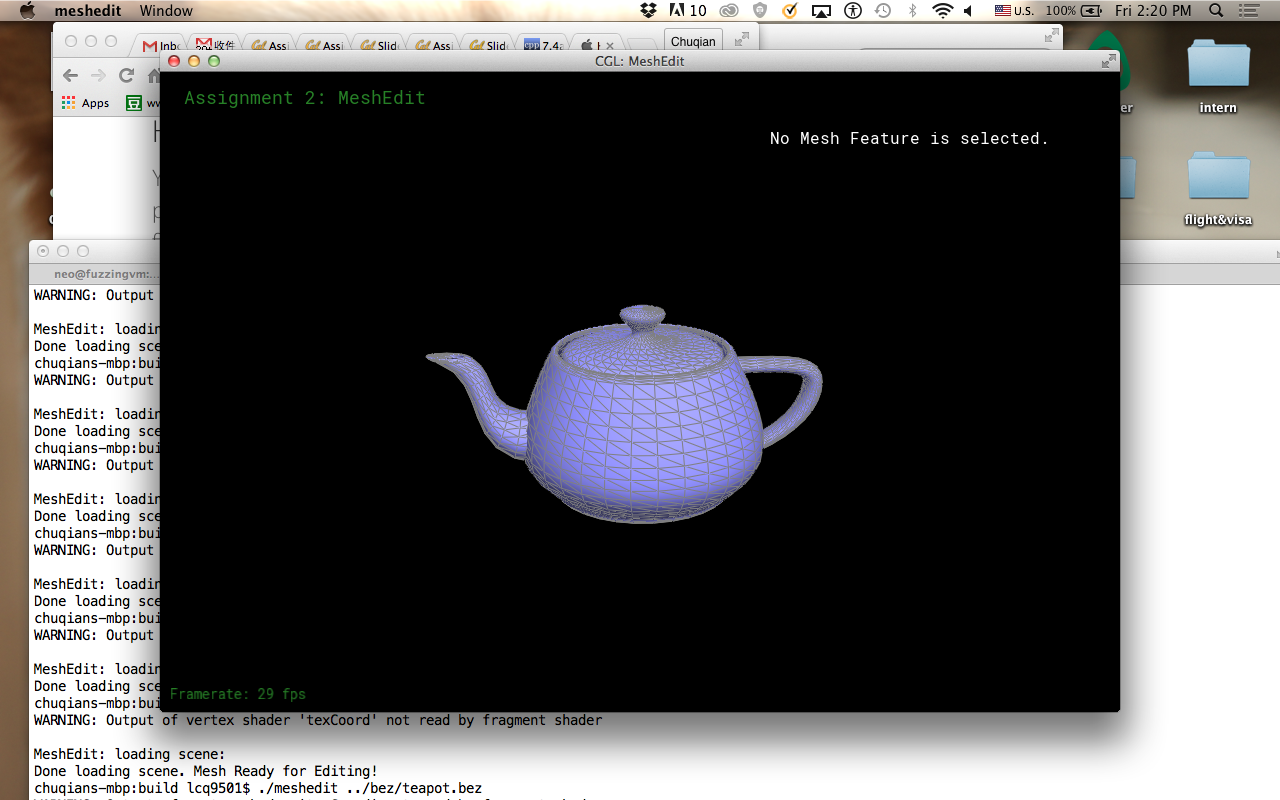 meshedit Window
10
U.S. 100% Fri 2:20 PM
Inb 收件 Assi Assi Slid Assi Slid cpp 7.4
Chuqian
CGL: MeshEdit
Apps
intern
Assignment 2: MeshEdit
No Mesh Feature is selected.
flight&visa
neo@fuzzingvm:...
WARNING: Output
MeshEdit: loadin
Done loading sce
chuqians-mbp:bui
WARNING: Output
MeshEdit: loadin
Done loading sce
chuqians-mbp:bui
WARNING: Output
MeshEdit: loadin
Done loading sce
chuqians-mbp:bui
WARNING: Output
MeshEdit: loadin
Done loading sce
chuqians-mbp:bui
WARNING: Output
MeshEdit: loadin
Done loading sce
chuqians-mbp:bui
Framerate: 29 fps
WARNING: Output of vertex shader 'texCoord' not read by fragment shader
MeshEdit: loading scene:
Done loading scene. Mesh Ready for Editing!
chuqians-mbp:build lcq9501$ ./meshedit ../bez/teapot.bez